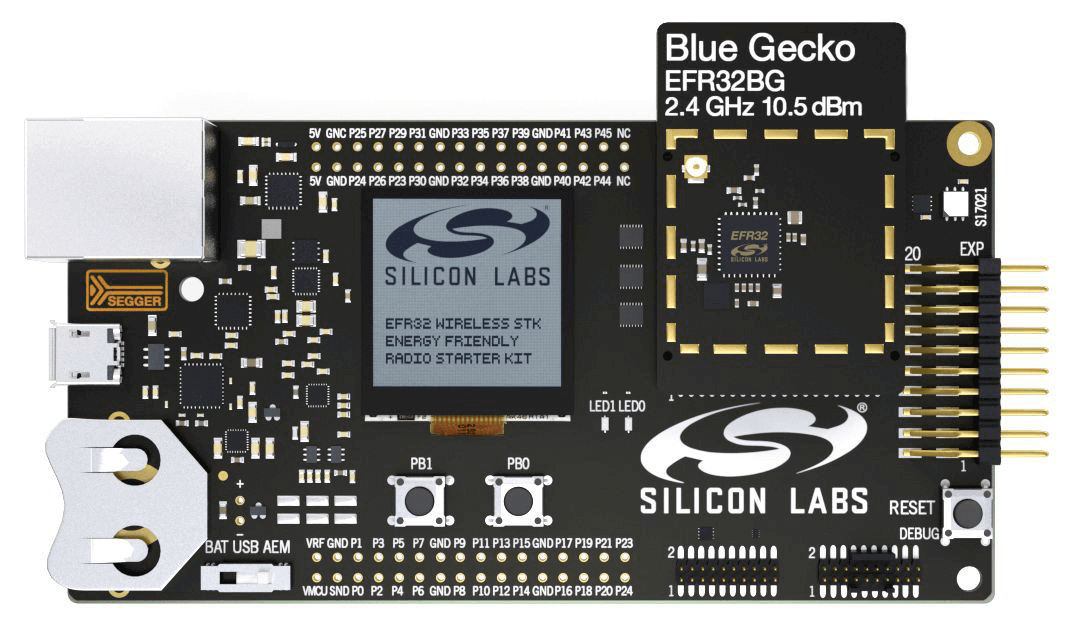 Blue Gecko
EFR32BG
2.4 GHz 10.5 dBm
5V GNC P25 P27 P29 P31 GND P33 P35 P37 P39 GND P41 P43 P45 NC
5V GND P24 P26 P23 P30 GND P32 P34 P36 P38 GND P40 P42 P44 NC
S17021
®
SILICON LABS
EFR32 WIRELESS STK
ENERGY FRIENDLY
RADIO STARTER KIT
EFR32
SILICON LABS
20 EXP
SEGGER
LED1 LED0
®
SILICON LABS
1
PB1 PB0
RESET
DEBUG
+
-
BAT USB AEM
VRF GND P1 P3 P5 P7 GND P9 P11 P13 P15 GND P17 P19 P21 P23
VMCU SND P0 P2 P4 P6 GND P8 P10 P12 P14 GND P16 P18 P20 P24
2 2
1 1